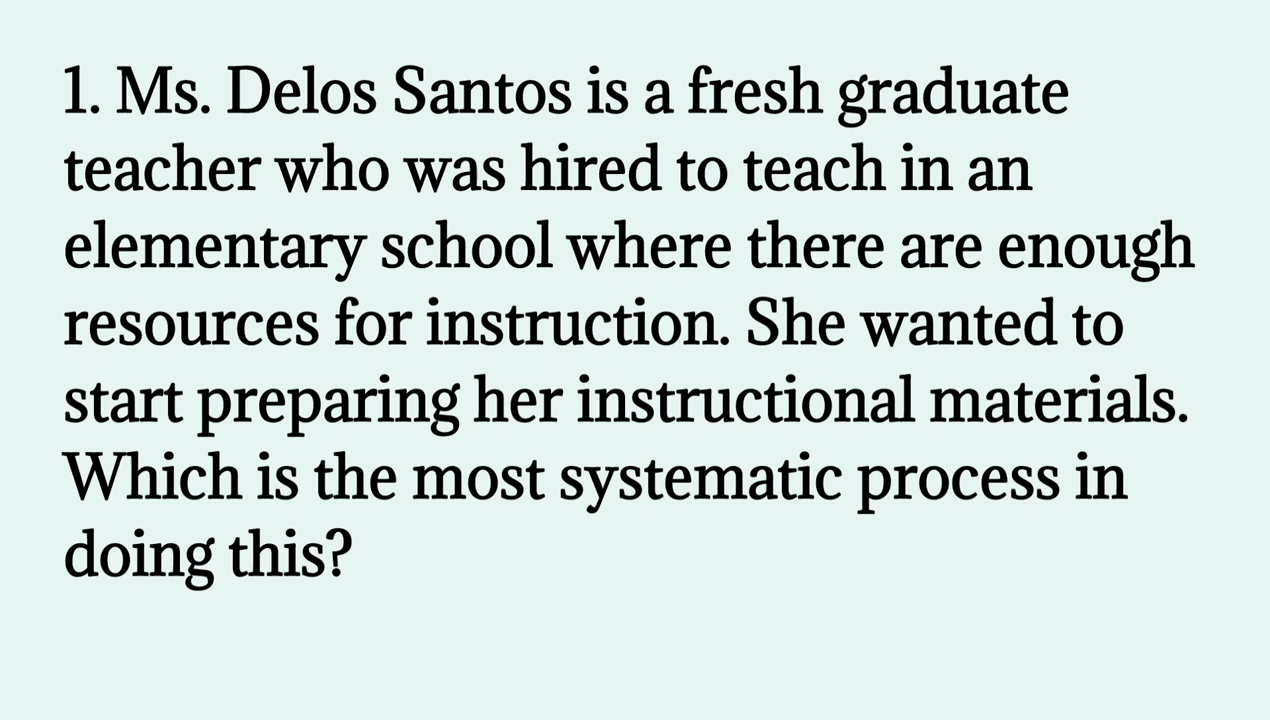 1. Ms. Delos Santos is a fresh graduate
teacher who was hired to teach in an
elementary school where there are enough
resources for instruction. She wanted to
start preparing her instructional materials.
Which is the most systematic process in
doing this?